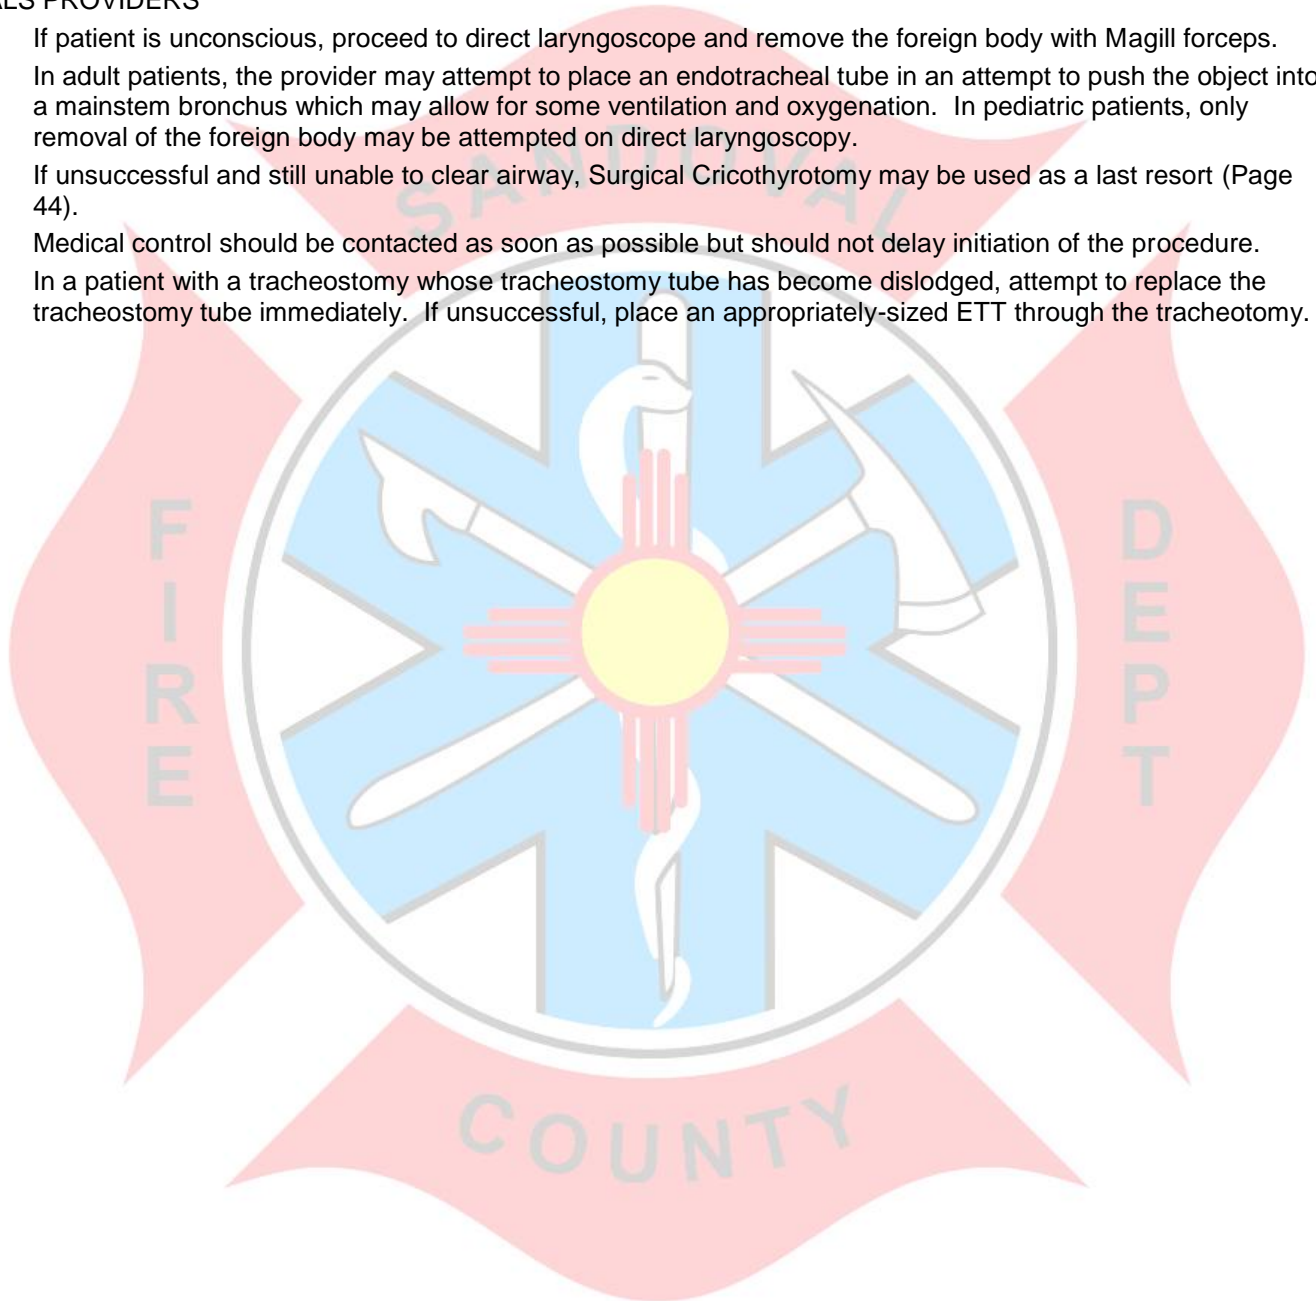 ALS PROVIDERS
If patient is unconscious, proceed to direct laryngoscope and remove the foreign body with Magill forceps.
In adult patients, the provider may attempt to place an endotracheal tube in an attempt to push the object into
a mainstem bronchus which may allow for some ventilation and oxygenation.  In pediatric patients, only
removal of the foreign body may be attempted on direct laryngoscopy.
If unsuccessful and still unable to clear airway, Surgical Cricothyrotomy may be used as a last resort (Page
44).
Medical control should be contacted as soon as possible but should not delay initiation of the procedure.
In a patient with a tracheostomy whose tracheostomy tube has become dislodged, attempt to replace the
tracheostomy tube immediately.  If unsuccessful, place an appropriately-sized ETT through the tracheotomy.
SANDOVAL
FIRE
DEPT
COUNTY